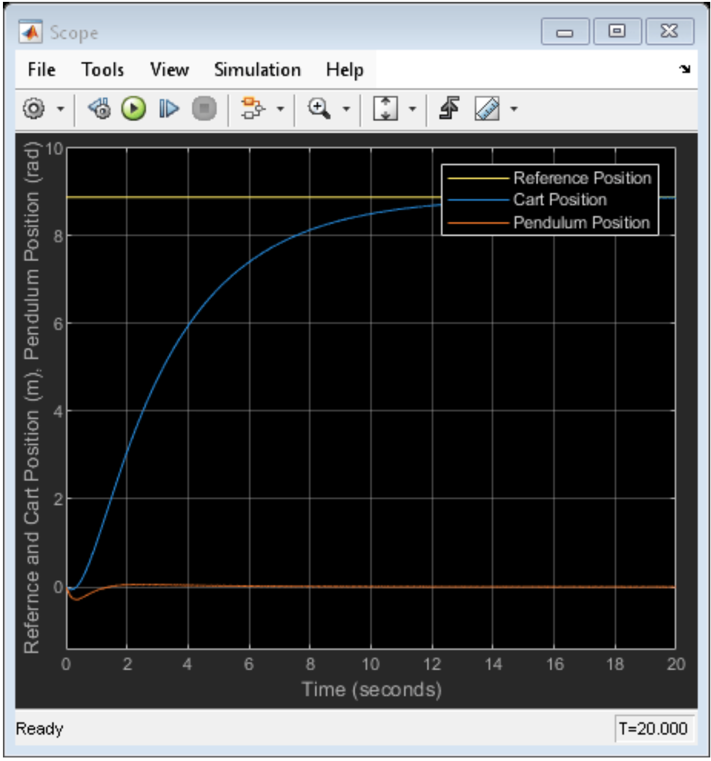 Scope
File Tools View Simulation Help
Refernce and Cart Position (m), Pendulum Position (rad)
10
8
6
4
2
0
Reference Position
Cart Position
Pendulum Position
0 2 4 6 8 10 12 14 16 18 20
Time (seconds)
Ready T=20.000